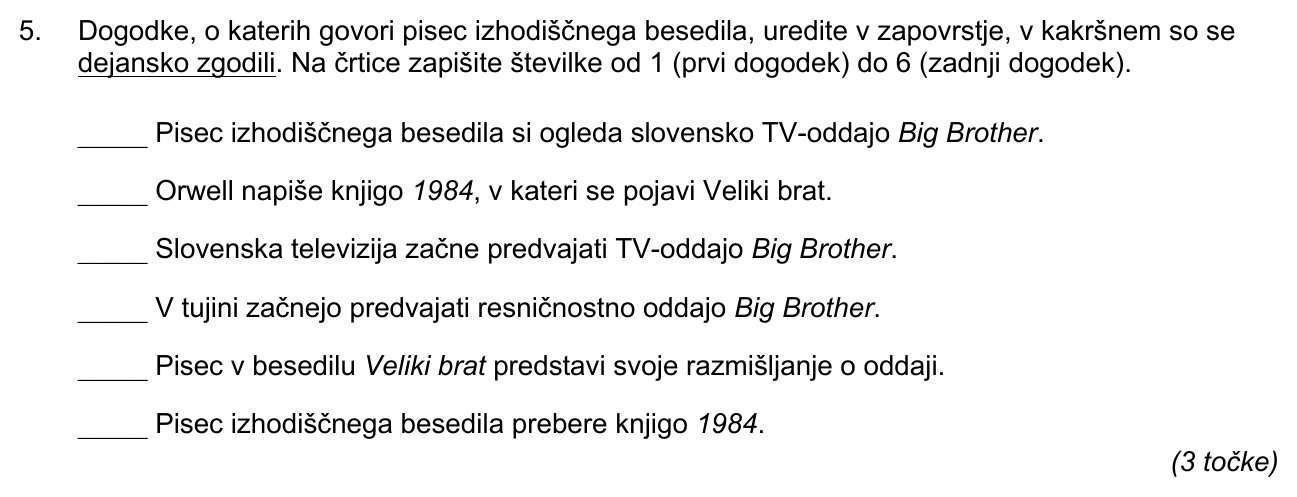 5. Dogodke, o katerih govori pisec izhodiščnega besedila, uredite v zapovrstje, v kakršnem so se
dejansko zgodili. Na črtice zapišite številke od 1 (prvi dogodek) do 6 (zadnji dogodek).
_____ Pisec izhodiščnega besedila si ogleda slovensko TV-oddajo Big Brother.
_____ Orwell napiše knjigo 1984, v kateri se pojavi Veliki brat.
_____ Slovenska televizija začne predvajati TV-oddajo Big Brother.
_____ V tujini začnejo predvajati resničnostno oddajo Big Brother.
_____ Pisec v besedilu Veliki brat predstavi svoje razmišljanje o oddaji.
_____ Pisec izhodiščnega besedila prebere knjigo 1984.
(3 točke)